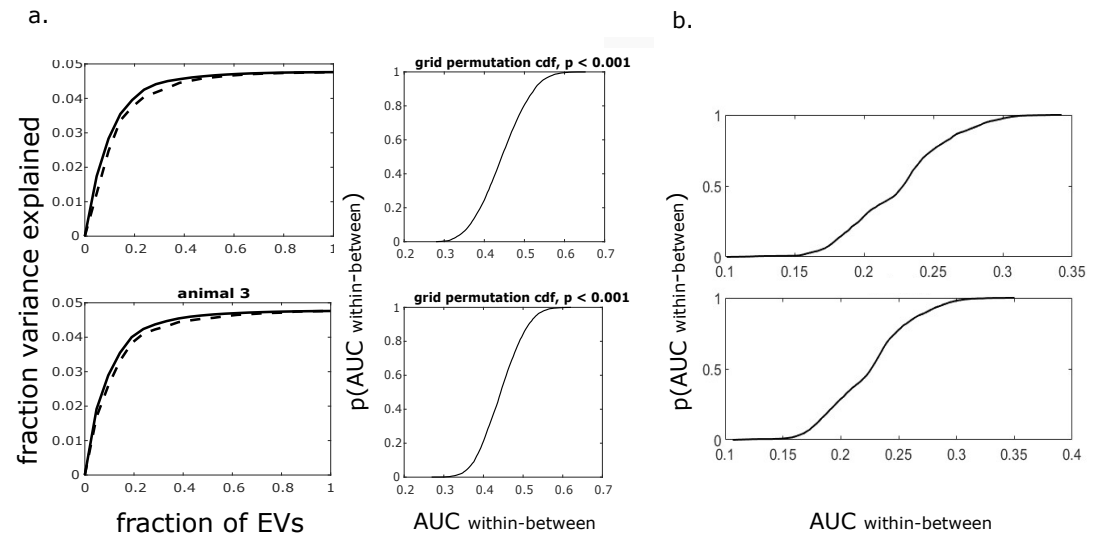 a.
b.
fraction variance explained
0.05
0.04
0.03
0.02
0.01
0
0 0.2 0.4 0.6 0.8 1
animal 3
0.05
0.04
0.03
0.02
0.01
0
0 0.2 0.4 0.6 0.8 1
fraction of EVs
p(AUC within-between)
grid permutation cdf, p < 0.001
1
0.8
0.6
0.4
0.2
0
0.2 0.3 0.4 0.5 0.6 0.7
grid permutation cdf, p < 0.001
1
0.8
0.6
0.4
0.2
0
0.2 0.3 0.4 0.5 0.6 0.7
AUC within-between
p(AUC within-between)
1
0.5
0
0.1 0.15 0.2 0.25 0.3 0.35
1
0.5
0
0.1 0.15 0.2 0.25 0.3 0.35 0.4
AUC within-between